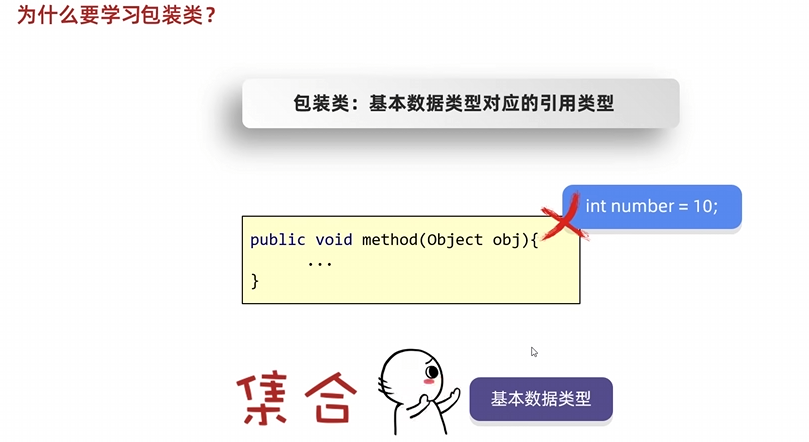 为什么要学习包装类？
包装类：基本数据类型对应的引用类型
int number = 10;
public void method(Object obj){
...
}
集合
基本数据类型